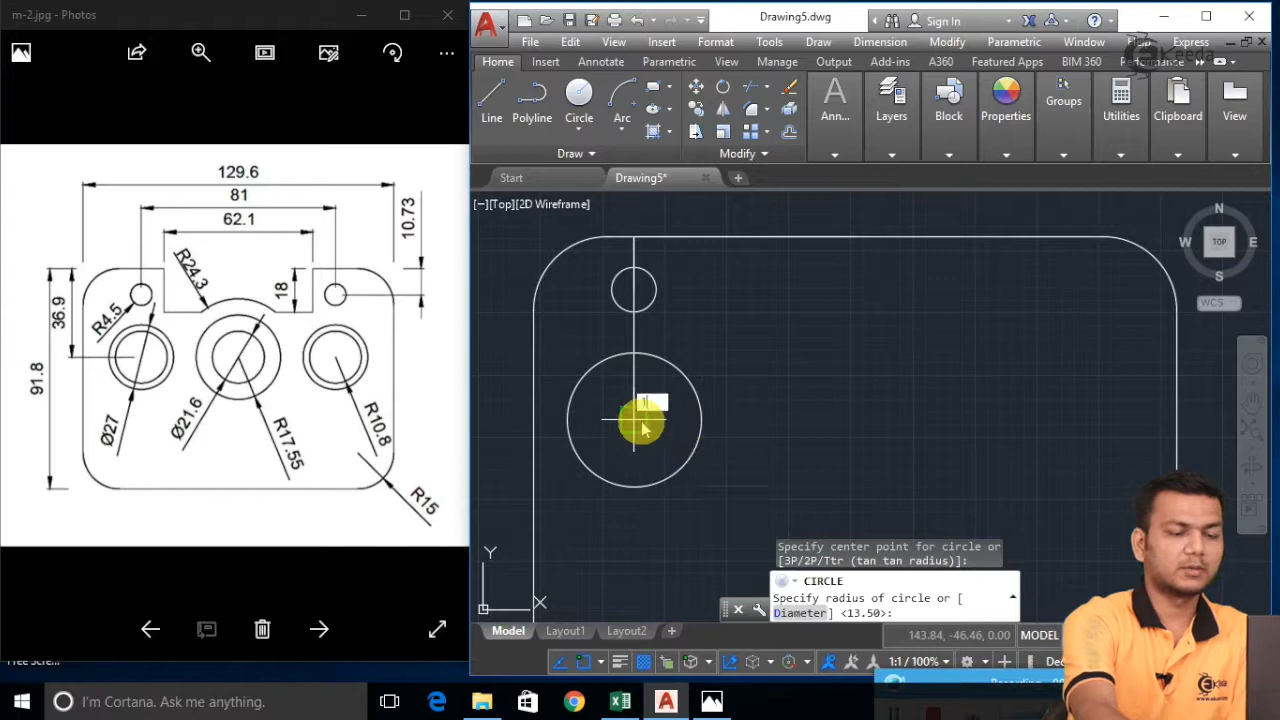 m-2.jpg - Photos
129.6
81
62.1
10.73
R24.3
18
36.9
R4.5
91.8
Ø27
Ø21.6
R17.55
R10.8
R15
Drawing5.dwg
Sign In
File Edit View Insert Format Tools Draw Dimension Modify Parametric Window Help Express
Home Insert Annotate Parametric View Manage Output Add-ins A360 Featured Apps BIM 360 Performance
Line Polyline Circle Arc
Ann... Layers Block Properties Groups Utilities Clipboard View
Draw Modify
Start Drawing5*
[−][Top][2D Wireframe]
N
W TOP E
S
WCS
1
Y
X
Specify center point for circle or
[3P/2P/Ttr (tan tan radius)]:
CIRCLE
Specify radius of circle or [
Diameter] <13.50>:
Model Layout1 Layout2
143.84, -46.46, 0.00 MODEL
1:1 / 100%
I'm Cortana. Ask me anything.